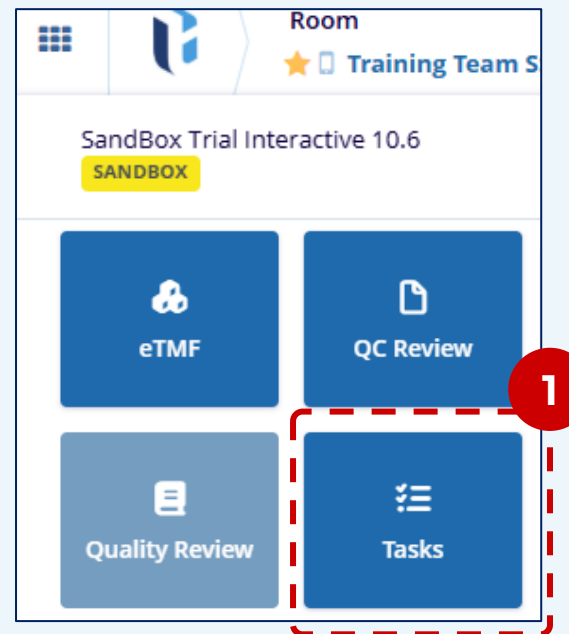 Room
Training Team S
SandBox Trial Interactive 10.6
SANDBOX
eTMF
QC Review
1
Quality Review
Tasks